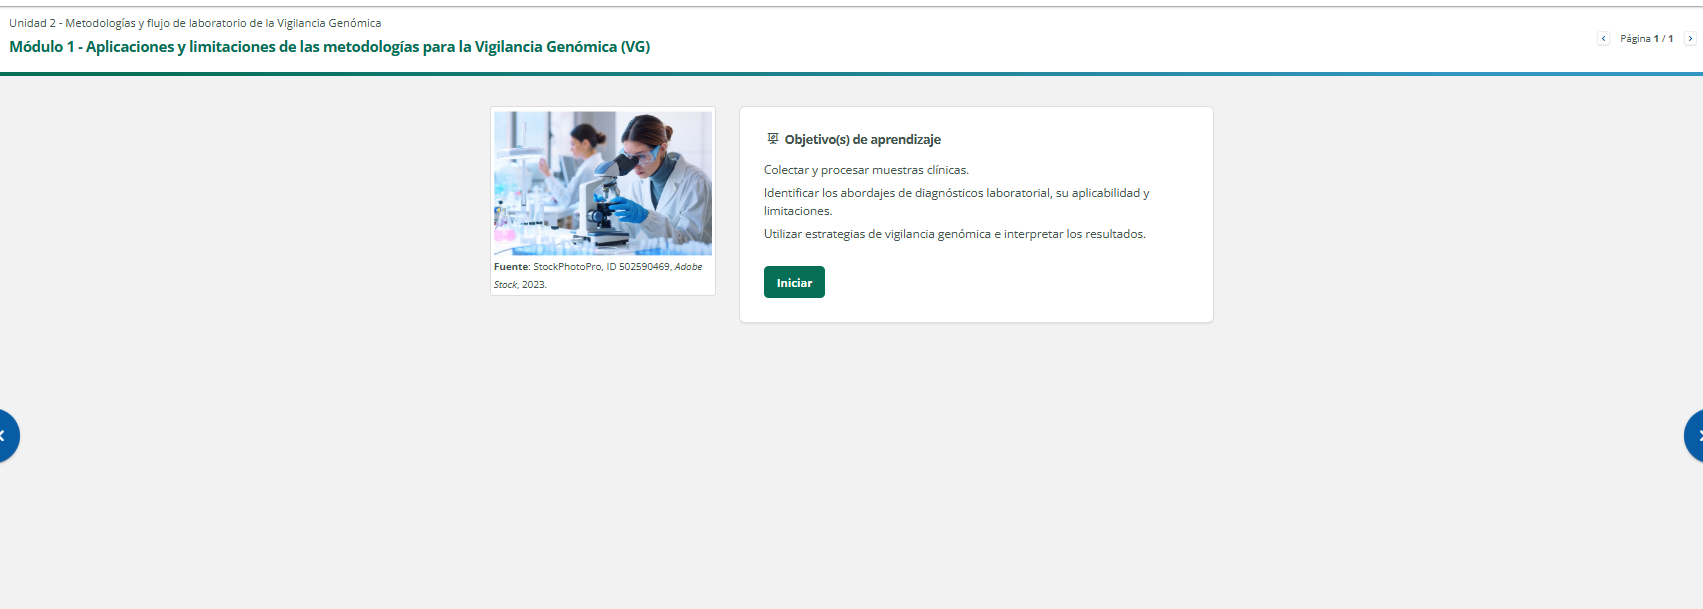 Unidad 2 - Metodologías y flujo de laboratorio de la Vigilancia Genómica
Módulo 1 - Aplicaciones y limitaciones de las metodologías para la Vigilancia Genómica (VG)
Página 1 / 1
Fuente: StockPhotoPro, ID 502590469, Adobe
Stock, 2023.
Objetivo(s) de aprendizaje
Colectar y procesar muestras clínicas.
Identificar los abordajes de diagnósticos laboratorial, su aplicabilidad y
limitaciones.
Utilizar estrategias de vigilancia genómica e interpretar los resultados.
Iniciar